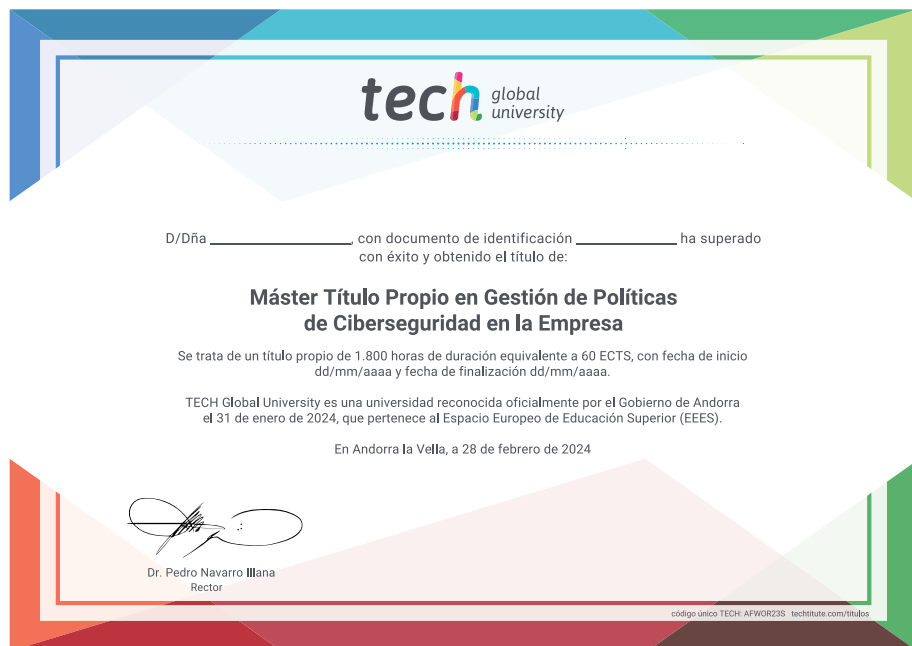 tech global university
D/Dña ________________, con documento de identificación ____________ ha superado
con éxito y obtenido el título de:
Máster Título Propio en Gestión de Políticas
de Ciberseguridad en la Empresa
Se trata de un título propio de 1.800 horas de duración equivalente a 60 ECTS, con fecha de inicio
dd/mm/aaaa y fecha de finalización dd/mm/aaaa.
TECH Global University es una universidad reconocida oficialmente por el Gobierno de Andorra
el 31 de enero de 2024, que pertenece al Espacio Europeo de Educación Superior (EEES).
En Andorra la Vella, a 28 de febrero de 2024
Dr. Pedro Navarro Illana
Rector
código único TECH: AFWOR23S techtitute.com/titulos